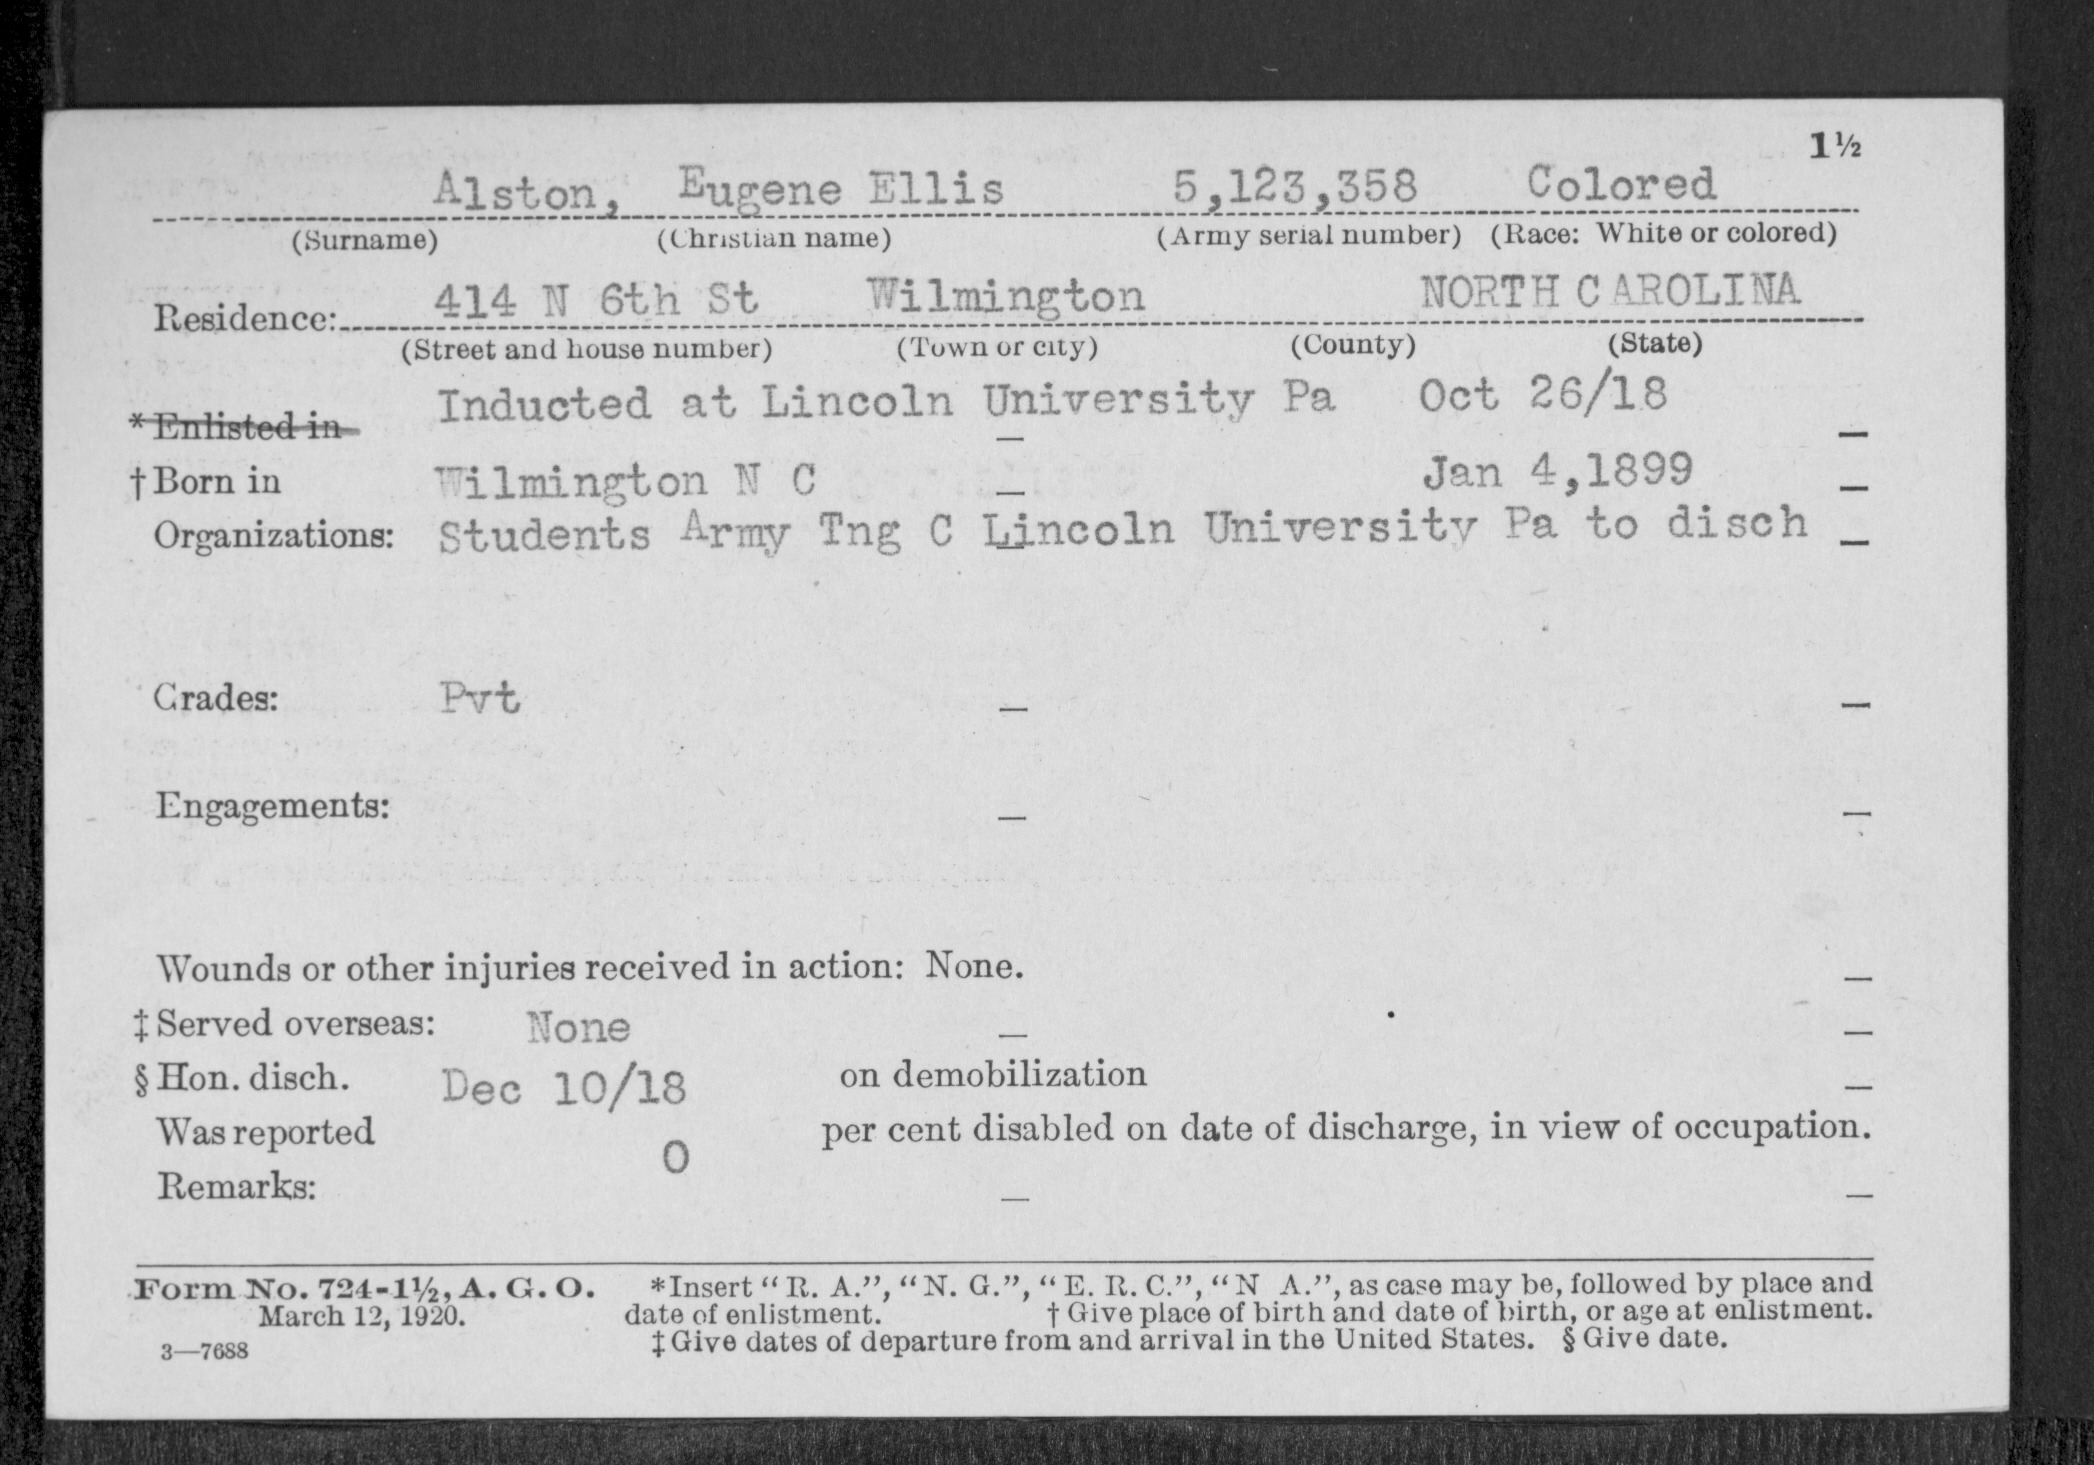 1½
Alston, Eugene Ellis 5,123,358 Colored
(Surname) (Christian name) (Army serial number) (Race: White or colored)
Residence: 414 N 6th St Wilmington NORTH CAROLINA
(Street and house number) (Town or city) (County) (State)
*Enlisted in Inducted at Lincoln University Pa Oct 26/18
†Born in Wilmington N C Jan 4,1899
Organizations: Students Army Tng C Lincoln University Pa to disch
Grades: Pvt
Engagements:
Wounds or other injuries received in action: None.
‡Served overseas: None
§Hon. disch. Dec 10/18 on demobilization
Was reported 0 per cent disabled on date of discharge, in view of occupation.
Remarks:
Form No. 724-1½, A. G. O. *Insert "R. A.", "N. G.", "E. R. C.", "N A.", as case may be, followed by place and
March 12, 1920. date of enlistment. †Give place of birth and date of birth, or age at enlistment.
3—7688 ‡Give dates of departure from and arrival in the United States. §Give date.